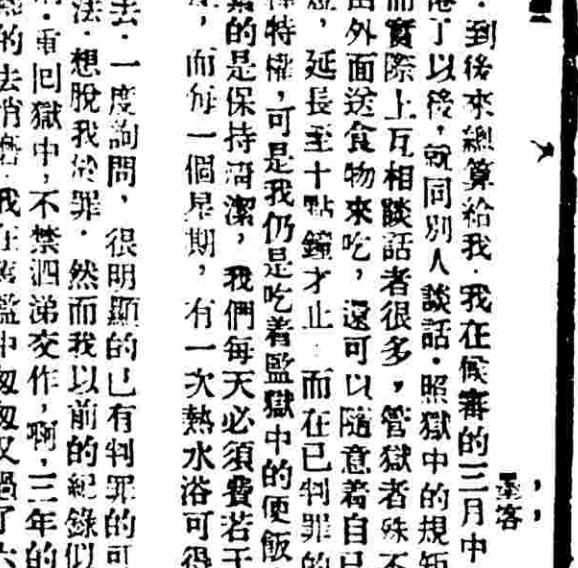 客
九
到後來總算給我．我在候審的三月中
了以後，就同別人談話．照獄中的規矩
而實際上互相談話者很多，管獄者殊不
由外面送食物來吃，還可以隨意着自己
，延長至十點鐘才止．而在已判罪的
特權，可是我仍是吃着監獄中的便飯
的是保持清潔，我們每天必須費若干
，而每一個星期，有一次熱水浴可得
去．一度詢問，很明顯的已有判罪的可
法．想脫我於罪．然而我以前的紀錄似
．重回獄中，不禁泗涕交作，啊．三年的
的去消磨．我在監中匆匆又過了六